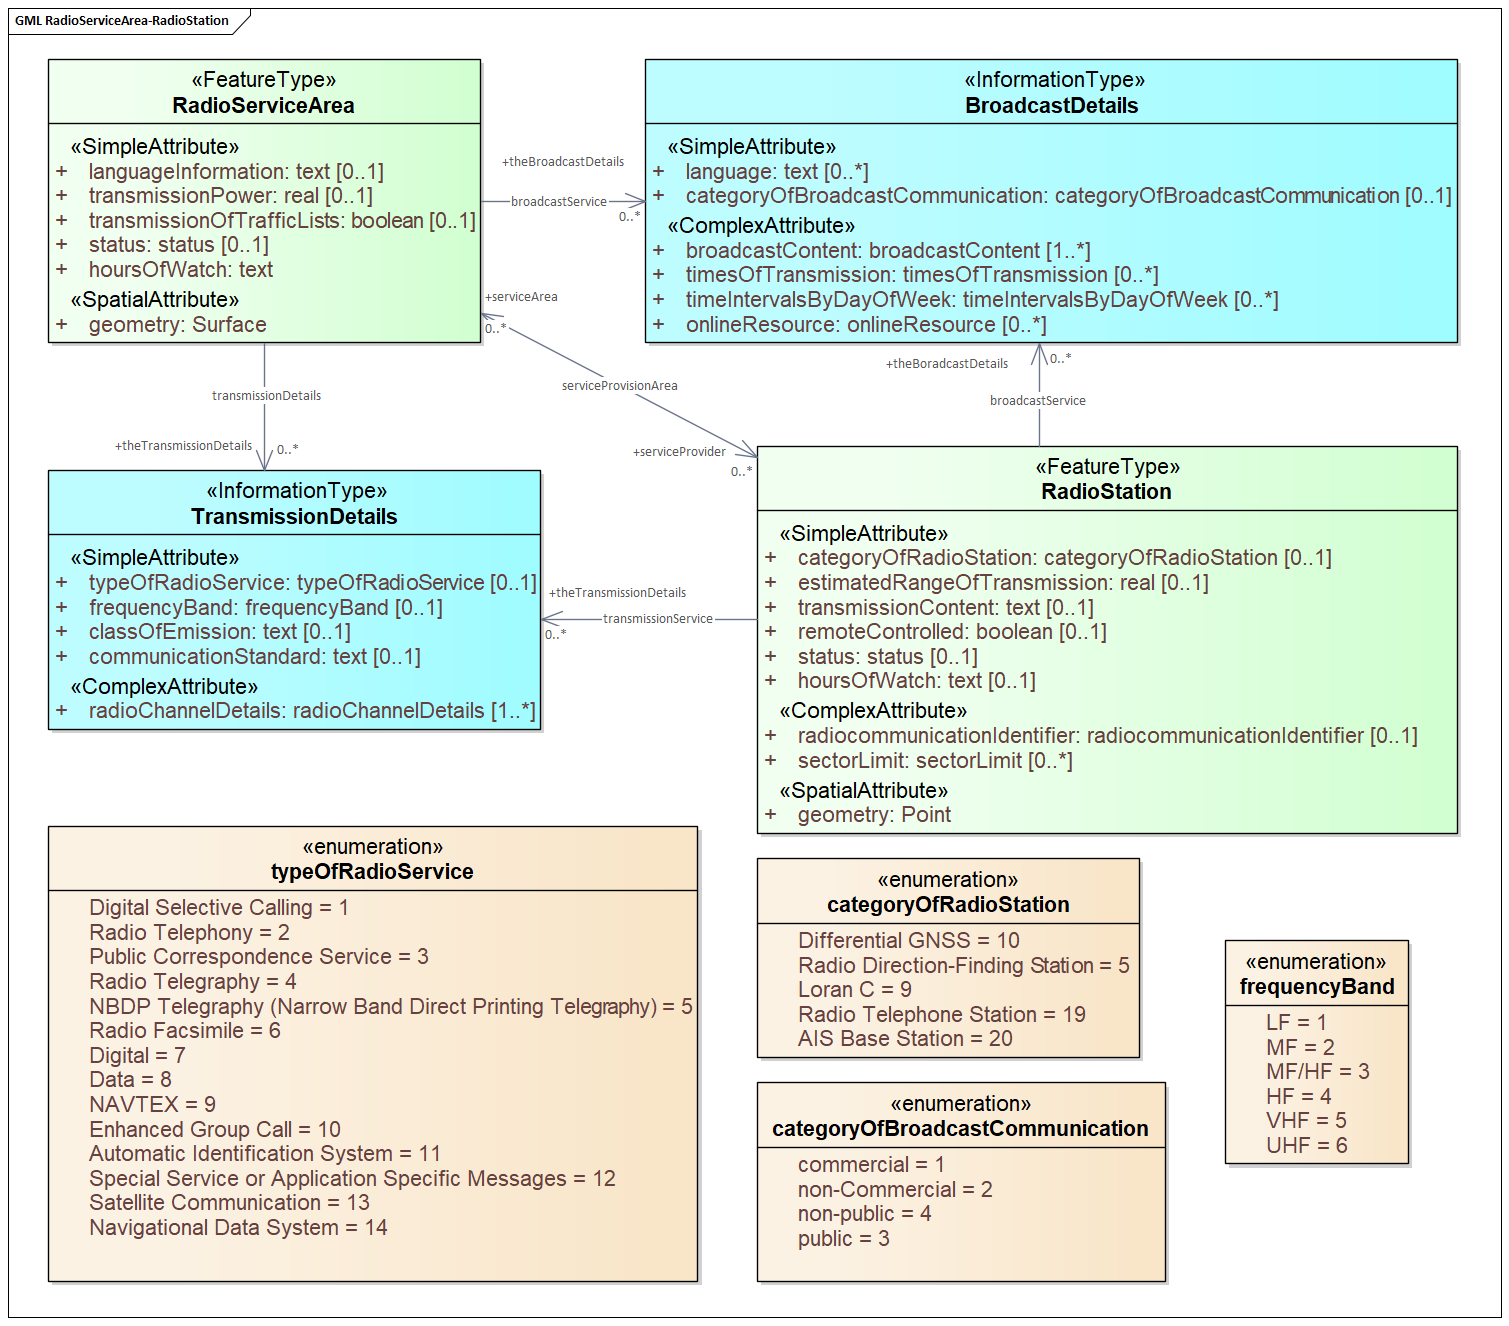 GML RadioServiceArea-RadioStation
«FeatureType»
RadioServiceArea
«SimpleAttribute»
+ languageInformation: text [0..1]
+ transmissionPower: real [0..1]
+ transmissionOfTrafficLists: boolean [0..1]
+ status: status [0..1]
+ hoursOfWatch: text
«SpatialAttribute»
+ geometry: Surface
«InformationType»
BroadcastDetails
«SimpleAttribute»
+ language: text [0..*]
+ categoryOfBroadcastCommunication: categoryOfBroadcastCommunication [0..1]
«ComplexAttribute»
+ broadcastContent: broadcastContent [1..*]
+ timesOfTransmission: timesOfTransmission [0..*]
+ timeIntervalsByDayOfWeek: timeIntervalsByDayOfWeek [0..*]
+ onlineResource: onlineResource [0..*]
+theBroadcastDetails
broadcastService
0..*
+serviceArea
0..*
serviceProvisionArea
+serviceProvider
0..*
+theBoradcastDetails
0..*
broadcastService
transmissionDetails
+theTransmissionDetails
0..*
«InformationType»
TransmissionDetails
«SimpleAttribute»
+ typeOfRadioService: typeOfRadioService [0..1]
+ frequencyBand: frequencyBand [0..1]
+ classOfEmission: text [0..1]
+ communicationStandard: text [0..1]
«ComplexAttribute»
+ radioChannelDetails: radioChannelDetails [1..*]
+theTransmissionDetails
transmissionService
0..*
«FeatureType»
RadioStation
«SimpleAttribute»
+ categoryOfRadioStation: categoryOfRadioStation [0..1]
+ estimatedRangeOfTransmission: real [0..1]
+ transmissionContent: text [0..1]
+ remoteControlled: boolean [0..1]
+ status: status [0..1]
+ hoursOfWatch: text [0..1]
«ComplexAttribute»
+ radiocommunicationIdentifier: radiocommunicationIdentifier [0..1]
+ sectorLimit: sectorLimit [0..*]
«SpatialAttribute»
+ geometry: Point
«enumeration»
typeOfRadioService
Digital Selective Calling = 1
Radio Telephony = 2
Public Correspondence Service = 3
Radio Telegraphy = 4
NBDP Telegraphy (Narrow Band Direct Printing Telegraphy) = 5
Radio Facsimile = 6
Digital = 7
Data = 8
NAVTEX = 9
Enhanced Group Call = 10
Automatic Identification System = 11
Special Service or Application Specific Messages = 12
Satellite Communication = 13
Navigational Data System = 14
«enumeration»
categoryOfRadioStation
Differential GNSS = 10
Radio Direction-Finding Station = 5
Loran C = 9
Radio Telephone Station = 19
AIS Base Station = 20
«enumeration»
categoryOfBroadcastCommunication
commercial = 1
non-Commercial = 2
non-public = 4
public = 3
«enumeration»
frequencyBand
LF = 1
MF = 2
MF/HF = 3
HF = 4
VHF = 5
UHF = 6